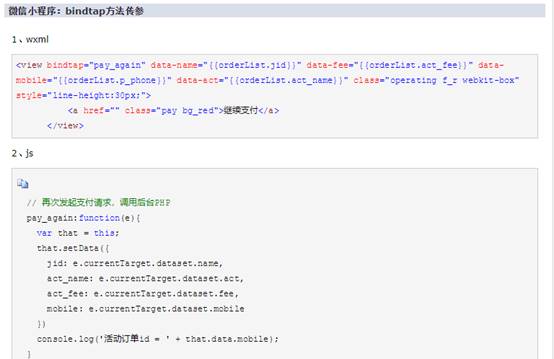 微信小程序：bindtap方法传参
1、wxml
<view bindtap="pay_again" data-name="{{orderList.jid}}" data-fee="{{orderList.act_fee}}" data-
mobile="{{orderList.p_phone}}" data-act="{{orderList.act_name}}" class="operating f_r webkit-box"
style="line-height:30px;">
<a href="" class="pay bg_red">继续支付</a>
</view>
2、js
// 再次发起支付请求，调用后台PHP
pay_again:function(e){
var that = this;
that.setData({
jid: e.currentTarget.dataset.name,
act_name: e.currentTarget.dataset.act,
act_fee: e.currentTarget.dataset.fee,
mobile: e.currentTarget.dataset.mobile
})
console.log('活动订单id = ' + that.data.mobile);
}